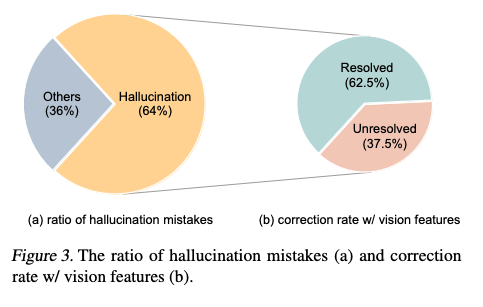 Others
(36%)
Hallucination
(64%)
Resolved
(62.5%)
Unresolved
(37.5%)
(a) ratio of hallucination mistakes
(b) correction rate w/ vision features
Figure 3. The ratio of hallucination mistakes (a) and correction
rate w/ vision features (b).